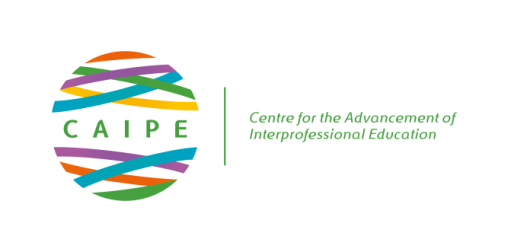 CAIPE
Centre for the Advancement of
Interprofessional Education